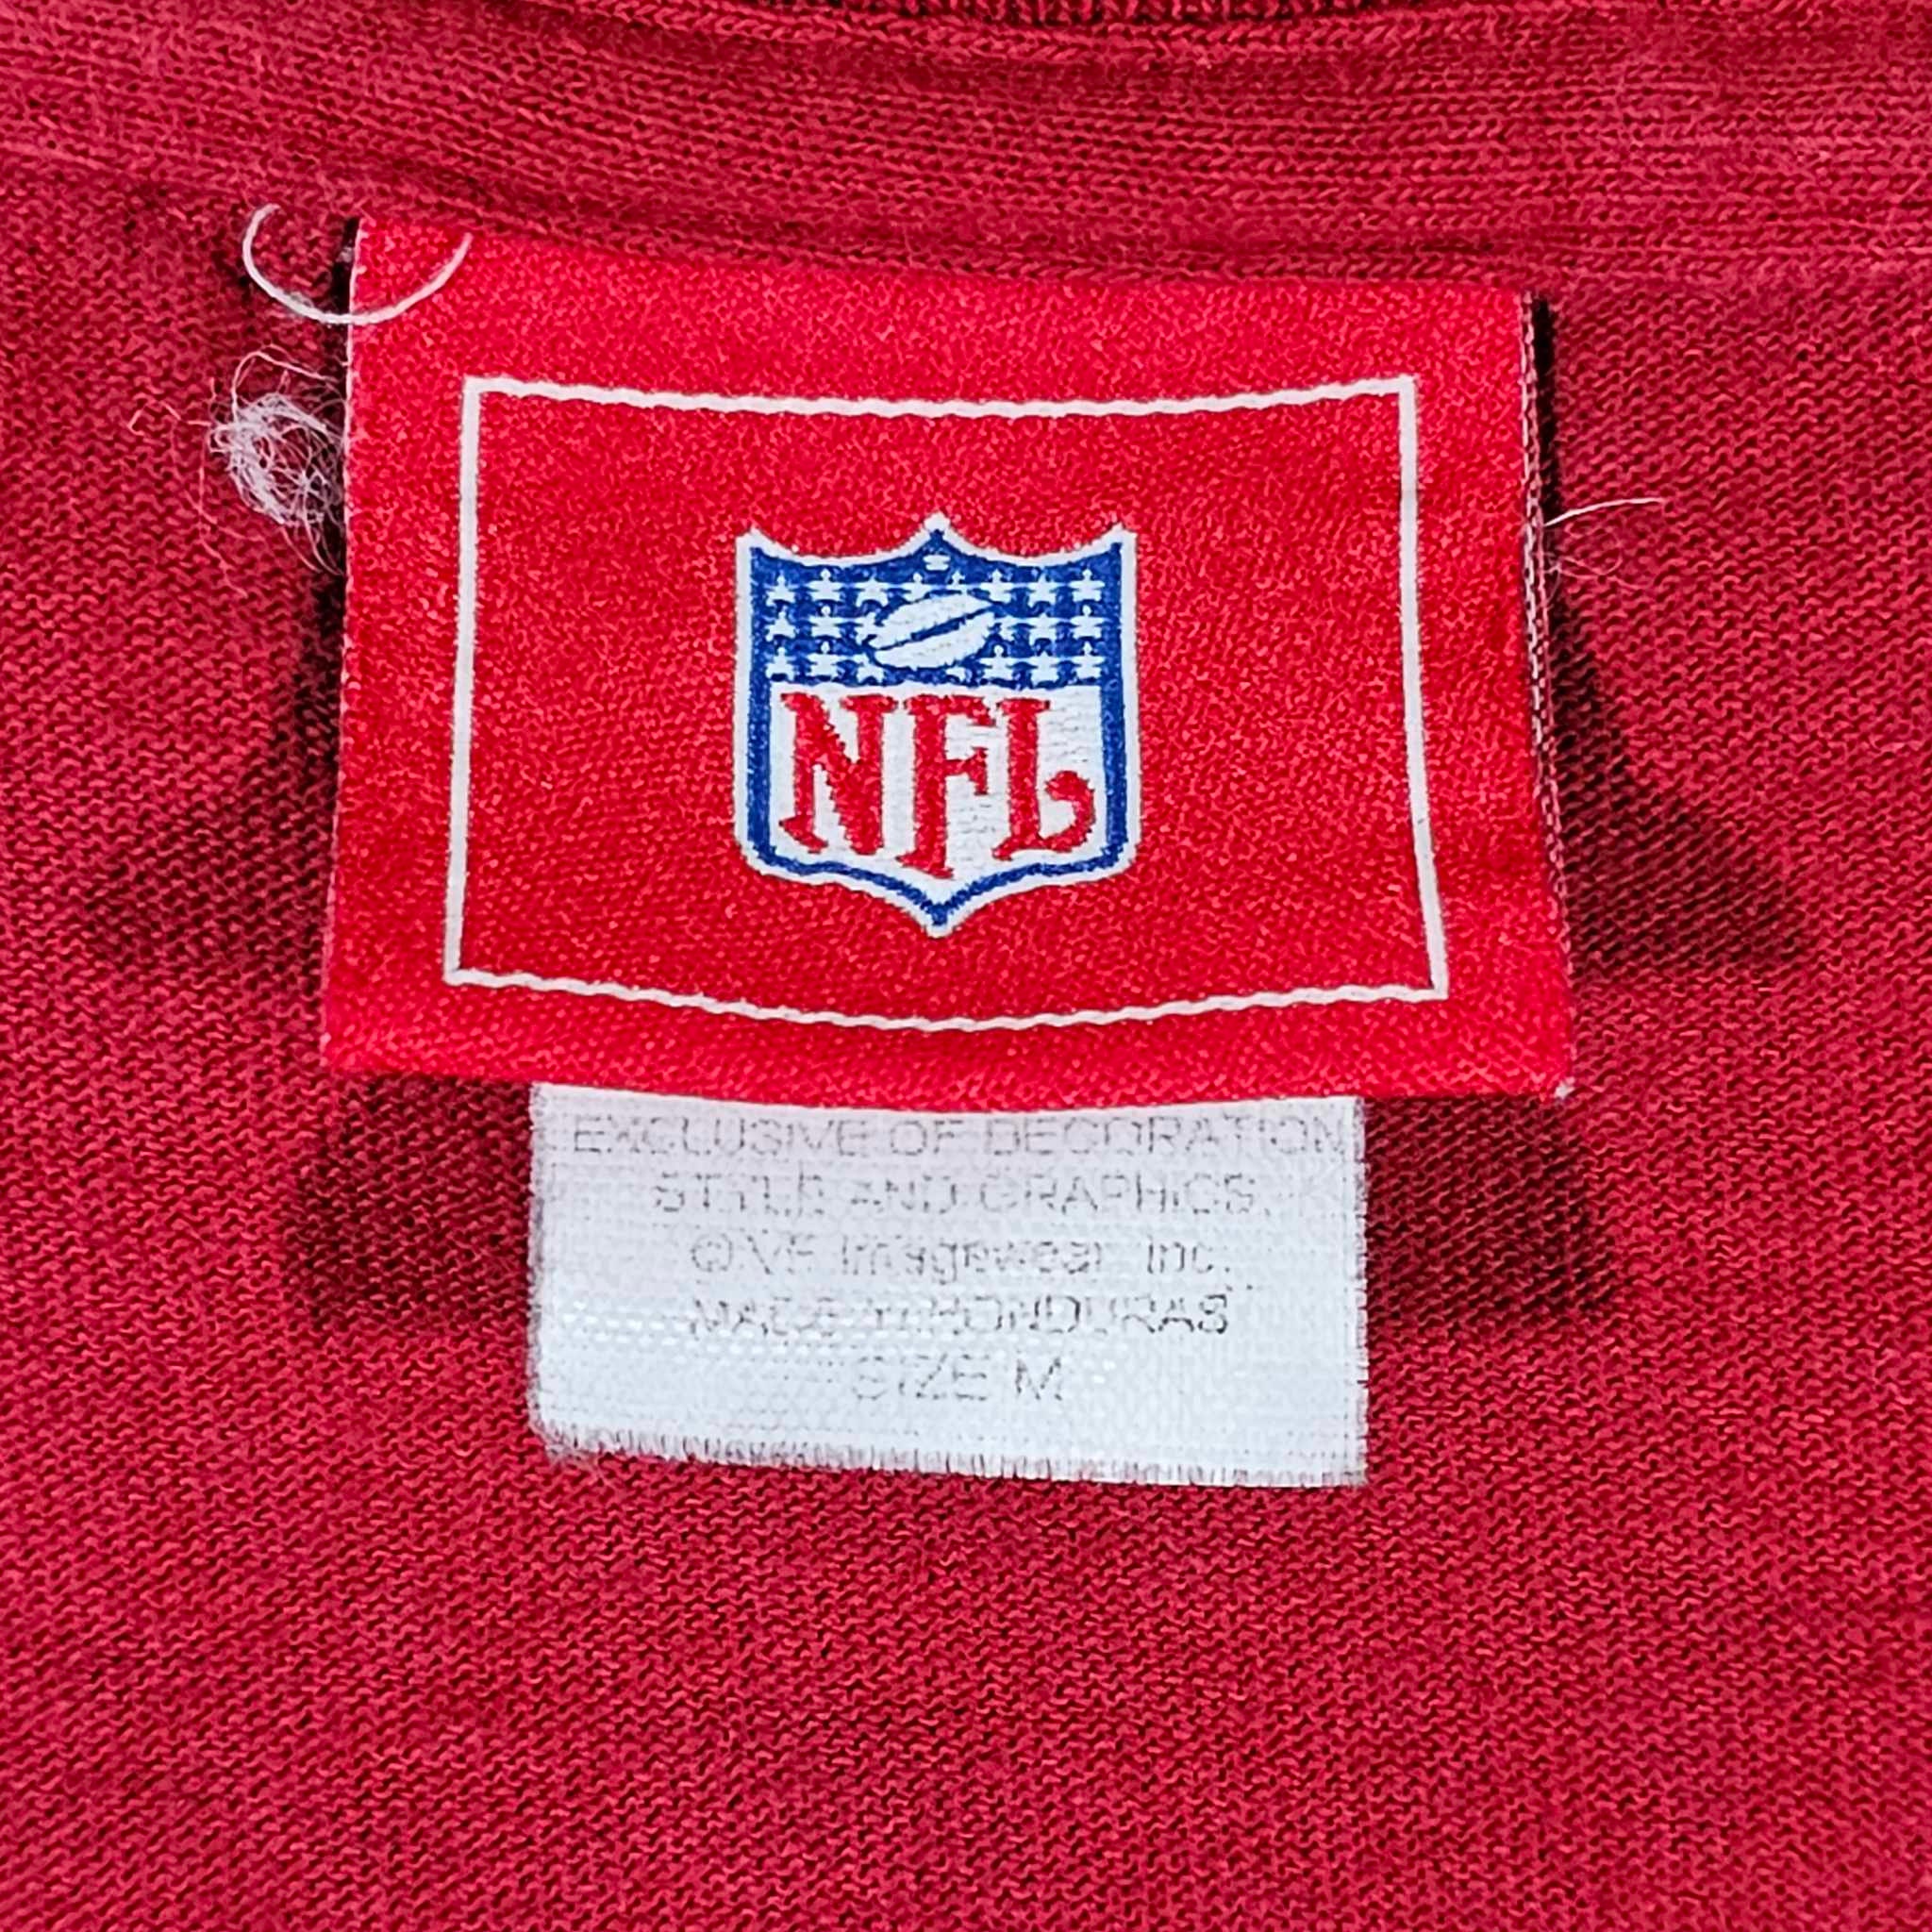 NFL
EXCLUSIVE OF DECORATION
STYLE AND GRAPHICS.
©VF Imagewear, Inc.
MADE IN HONDURAS
SIZE M